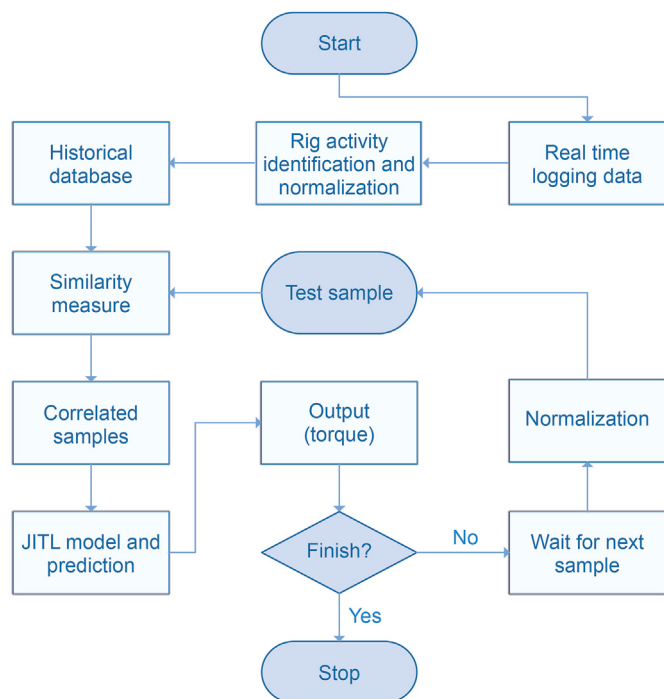 Start
Historical
database
Rig activity
identification and
normalization
Real time
logging data
Similarity
measure
Test sample
Correlated
samples
Output
(torque)
Normalization
JITL model and
prediction
Finish?
No
Wait for next
sample
Yes
Stop